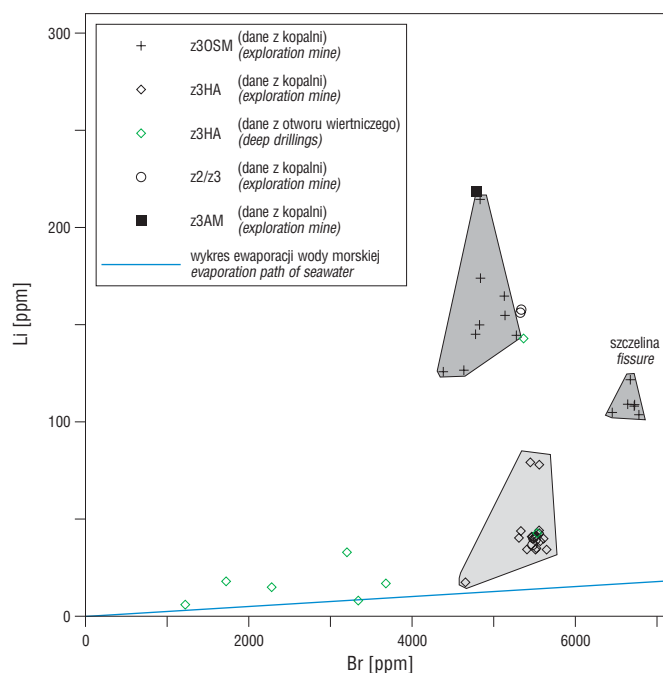 300
200
100
0
Li [ppm]
z3OSM (dane z kopalni)
(exploration mine)
z3HA (dane z kopalni)
(exploration mine)
z3HA (dane z otworu wiertniczego)
(deep drillings)
z2/z3 (dane z kopalni)
(exploration mine)
z3AM (dane z kopalni)
(exploration mine)
wykres ewaporacji wody morskiej
evaporation path of seawater
szczelina
fissure
0 2000 4000 6000
Br [ppm]